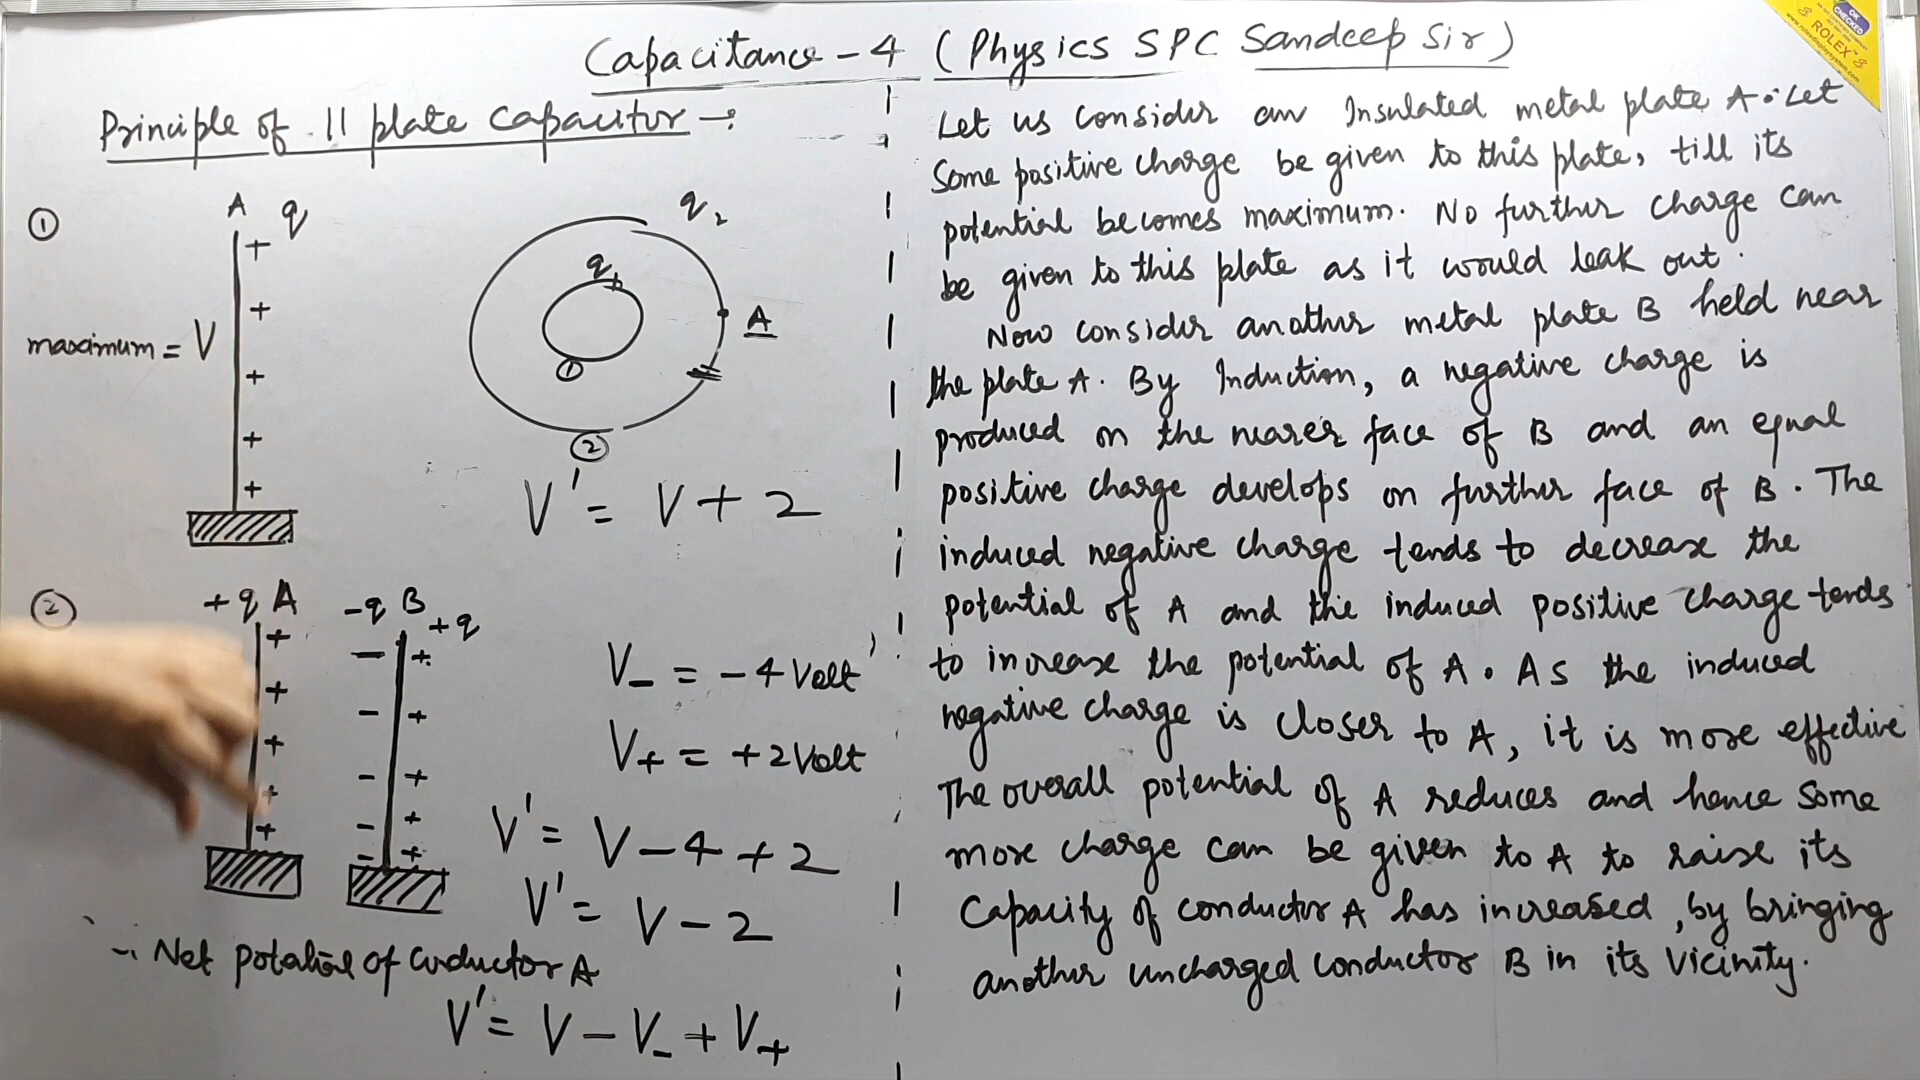 Capacitance - 4 (Physics SPC Sandeep Sir)
Principle of || plate capacitor →:
①
A q
+
+
maximum = V
+
+
+
q₂
q₁
A
①
②
V' = V + 2
②
+q A
-q B
+q
+
+
+
+
+
- +
- +
- +
- +
- +
V₋ = - 4 Volt
V₊ = +2 Volt
V' = V - 4 + 2
V' = V - 2
∴ Net potential of conductor A
V' = V - V₋ + V₊
Let us consider an Insulated metal plate A. Let
Some positive charge be given to this plate, till its
potential becomes maximum. No further charge can
be given to this plate as it would leak out.
Now consider another metal plate B held near
the plate A. By Induction, a negative charge is
produced on the nearer face of B and an equal
positive charge develops on further face of B. The
induced negative charge tends to decrease the
potential of A and the induced positive charge tends
to increase the potential of A. As the induced
negative charge is closer to A, it is more effective
The overall potential of A reduces and hence some
more charge can be given to A to raise its
Capacity of conductor A has increased, by bringing
another uncharged conductor B in its vicinity.
OK
CHECKED
ROLEX